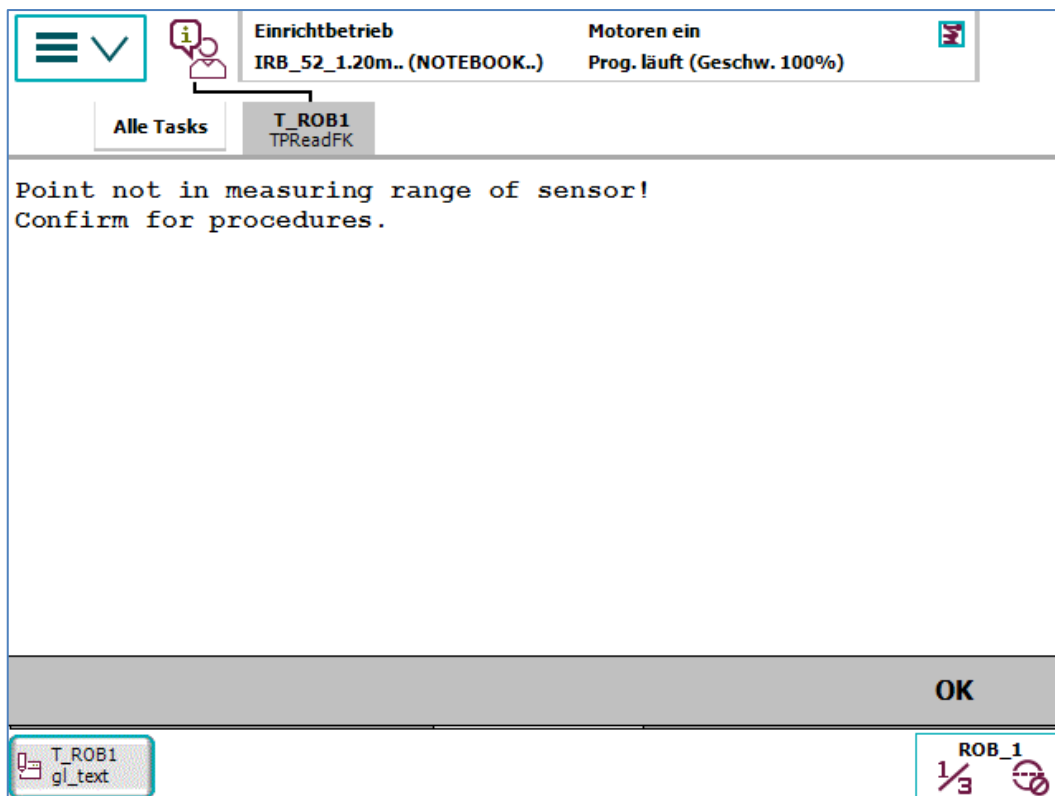 Einrichtbetrieb
Motoren ein
IRB_52_1.20m.. (NOTEBOOK..)
Prog. läuft (Geschw. 100%)
Alle Tasks
T_ROB1
TPReadFK
Point not in measuring range of sensor!
Confirm for procedures.
OK
T_ROB1
gl_text
ROB_1
1/3